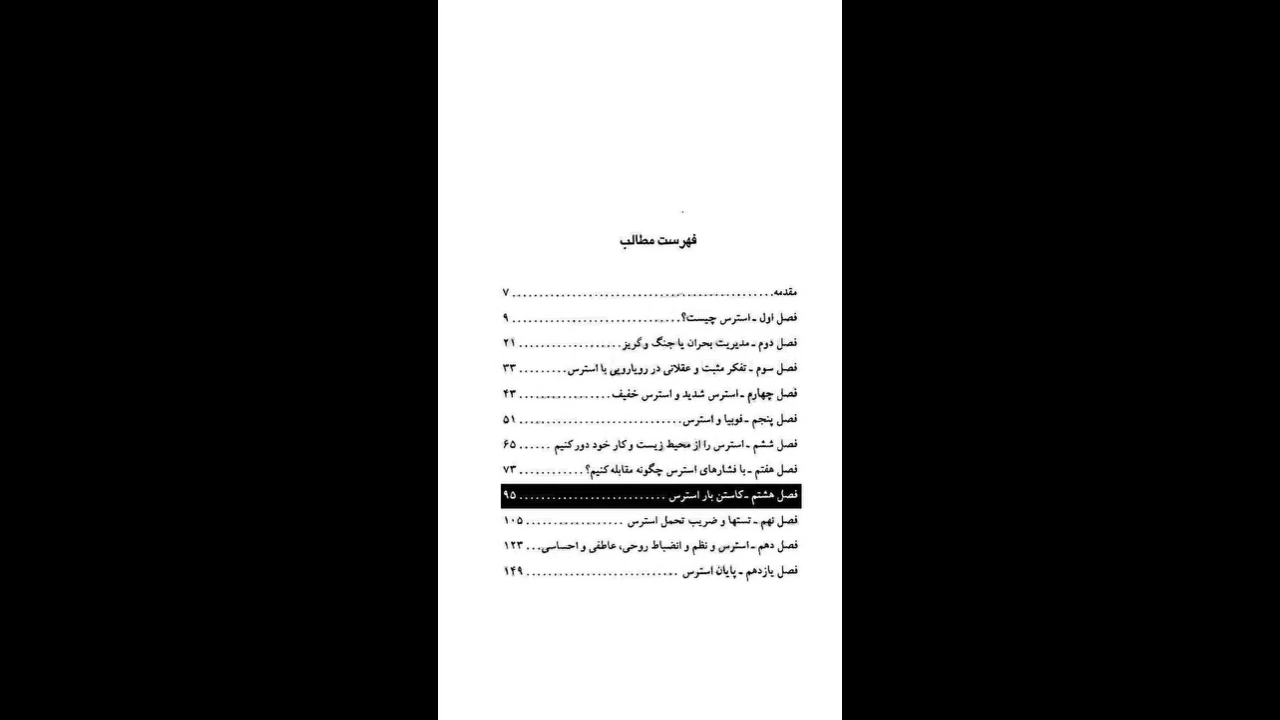 فهرست مطالب
مقدمه................................................ ۷
فصل اول ـ استرس چیست؟............................... ۹
فصل دوم ـ مدیریت بحران یا جنگ وگریز................... ۲۱
فصل سوم ـ تفکر مثبت و عقلانی در رویارویی با استرس......... ۳۳
فصل چهارم ـ استرس شدید و استرس خفیف................. ۴۳
فصل پنجم ـ فوبیا و استرس.............................. ۵۱
فصل ششم ـ استرس را از محیط زیست و کار خود دور کنیم ...... ۶۵
فصل هفتم ـ با فشارهای استرس چگونه مقابله کنیم؟ ............ ۷۳
فصل هشتم ـ کاستن بار استرس ........................... ۹۵
فصل نهم ـ تستها و ضریب تحمل استرس .................. ۱۰۵
فصل دهم ـ استرس و نظم و انضباط روحی، عاطفی و احساسی... ۱۲۳
فصل یازدهم ـ پایان استرس ............................ ۱۴۹